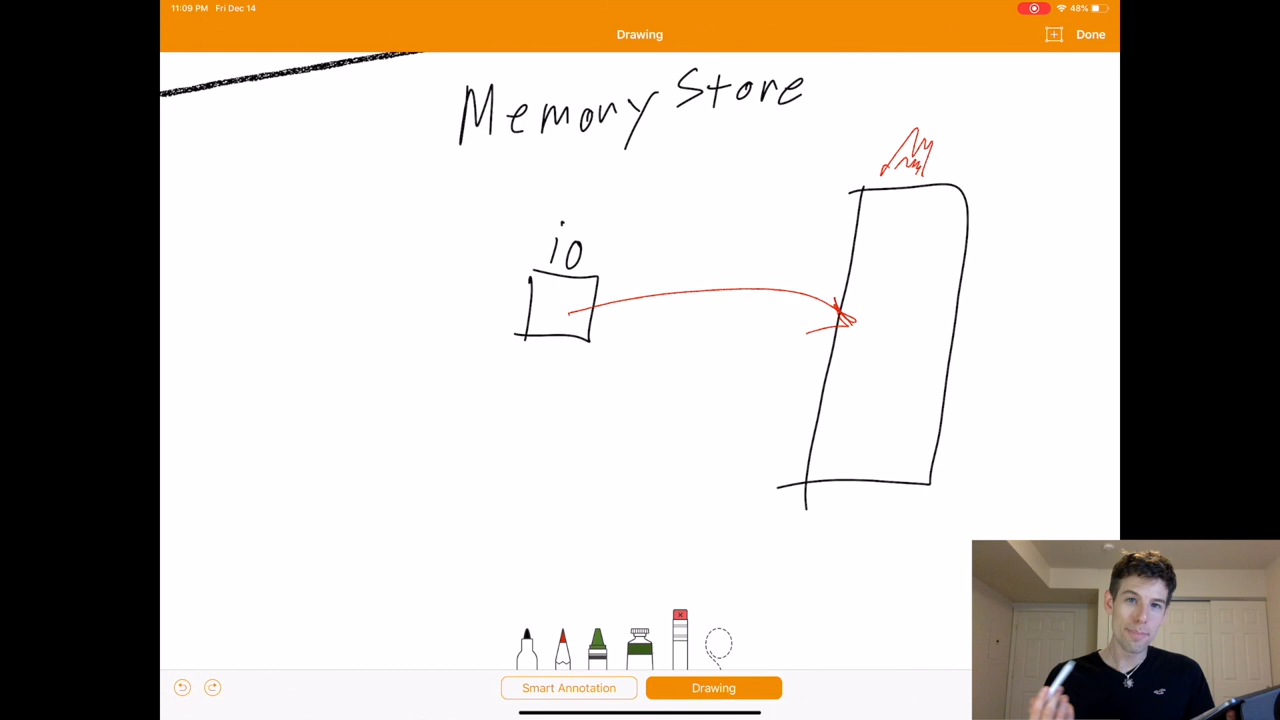 11:09 PM Fri Dec 14
48%
Drawing
Done
Memory Store
io
Smart Annotation
Drawing